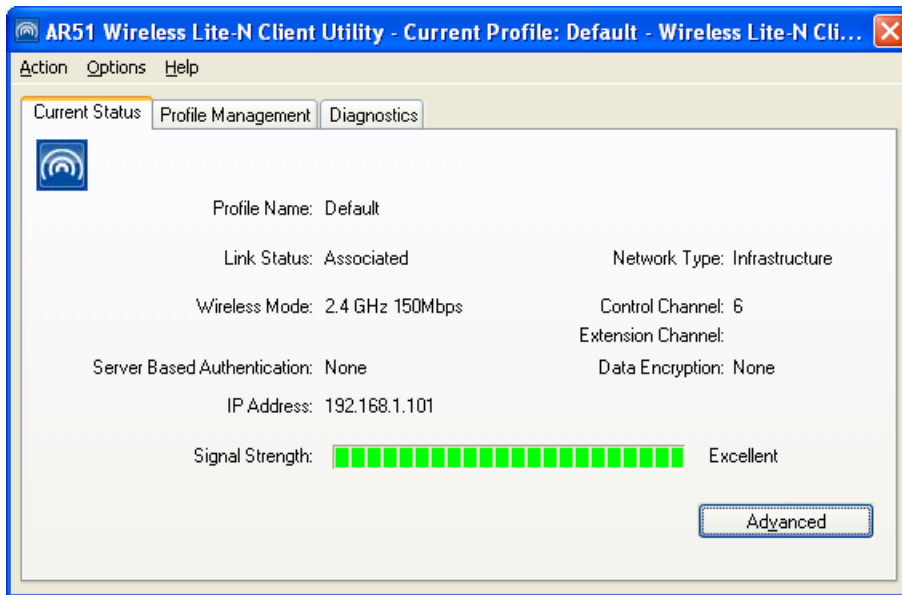 AR51 Wireless Lite-N Client Utility - Current Profile: Default - Wireless Lite-N Cli...
Action Options Help
Current Status Profile Management Diagnostics
Profile Name: Default
Link Status: Associated Network Type: Infrastructure
Wireless Mode: 2.4 GHz 150Mbps Control Channel: 6
Extension Channel:
Server Based Authentication: None Data Encryption: None
IP Address: 192.168.1.101
Signal Strength: Excellent
Advanced